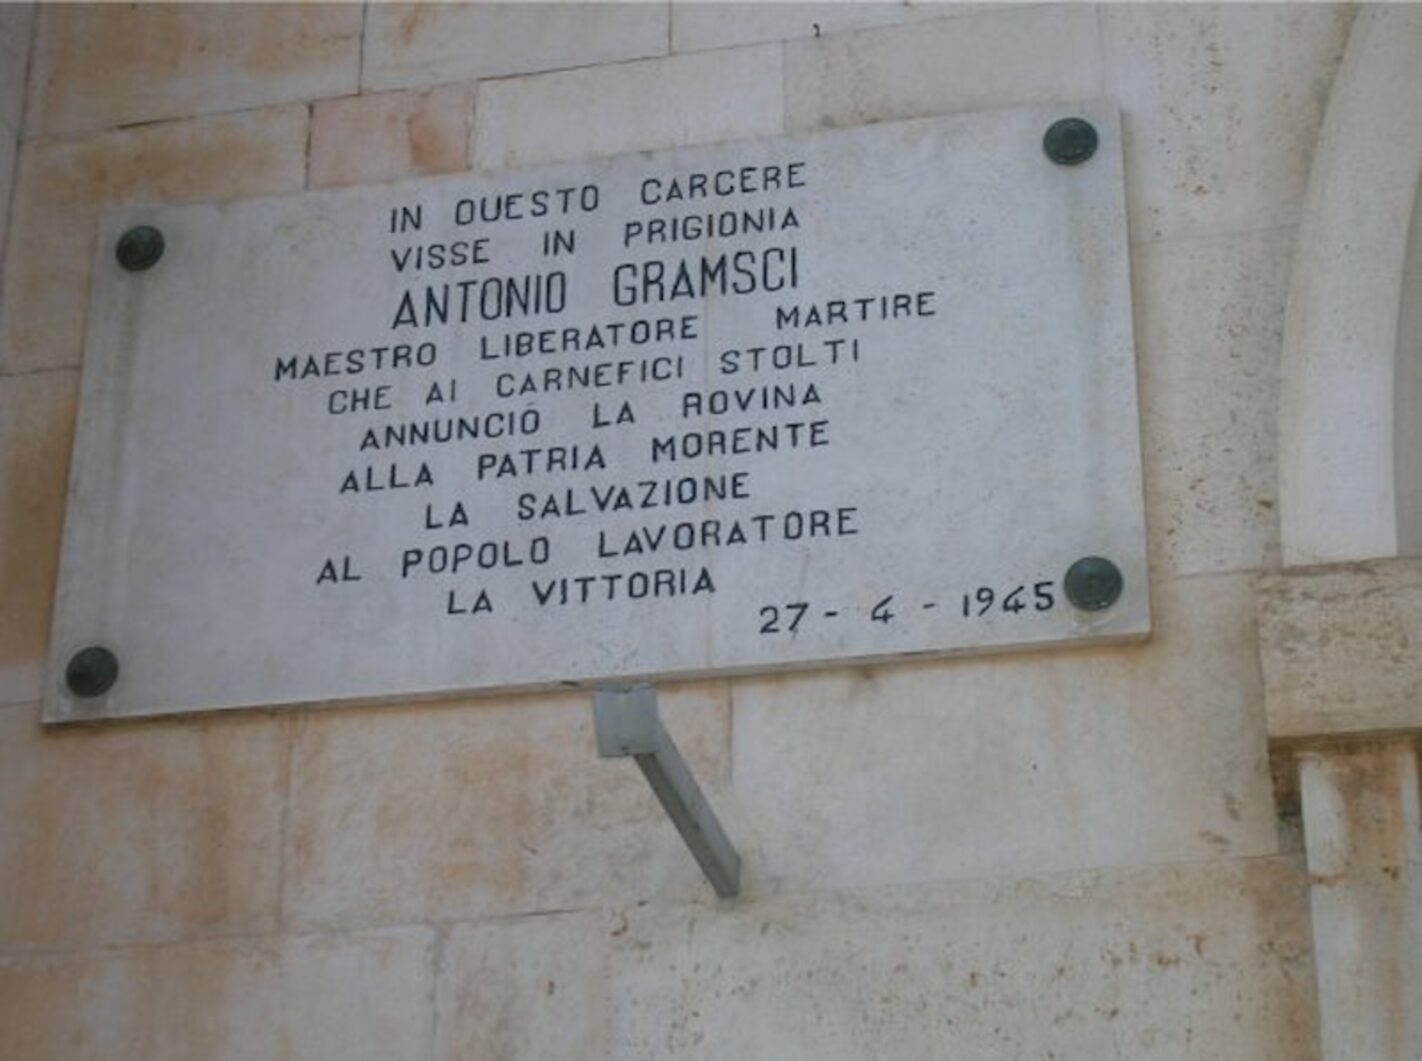 IN QUESTO CARCERE
VISSE IN PRIGIONIA
ANTONIO GRAMSCI
MAESTRO LIBERATORE MARTIRE
CHE AI CARNEFICI STOLTI
ANNUNCIÒ LA ROVINA
ALLA PATRIA MORENTE
LA SALVAZIONE
AL POPOLO LAVORATORE
LA VITTORIA
27 - 4 - 1945